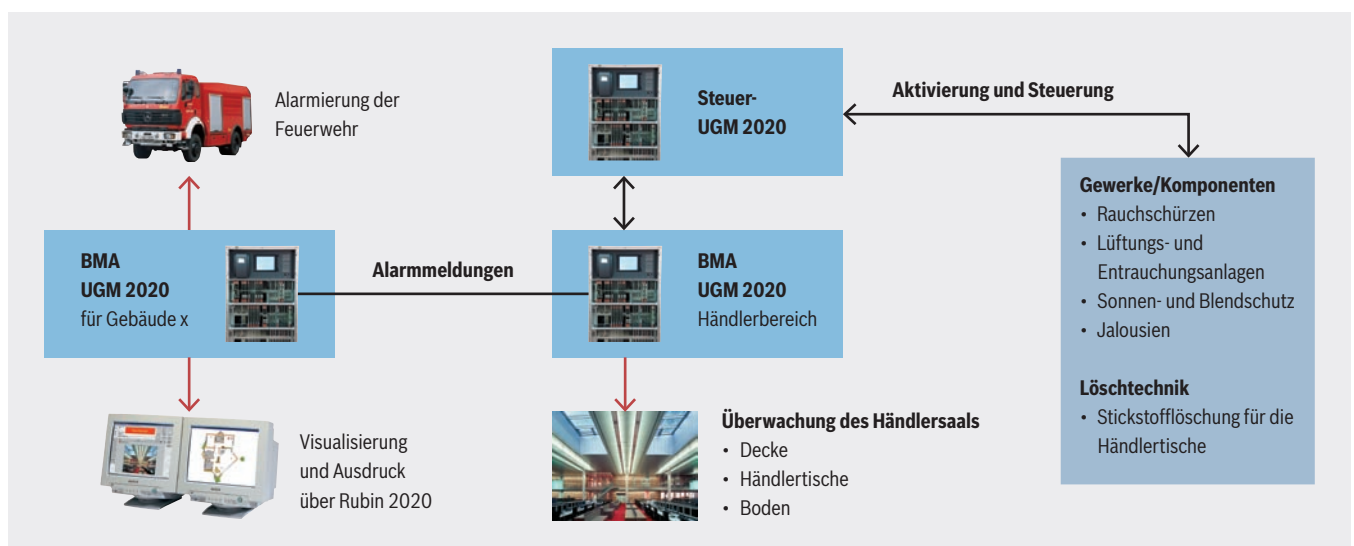 Alarmierung der
Feuerwehr
Steuer-
UGM 2020
Aktivierung und Steuerung
BMA
UGM 2020
für Gebäude x
Alarmmeldungen
BMA
UGM 2020
Händlerbereich
Gewerke/Komponenten
• Rauchschürzen
• Lüftungs- und
Entrauchungsanlagen
• Sonnen- und Blendschutz
• Jalousien
Löschtechnik
• Stickstofflöschung für die
Händlertische
Visualisierung
und Ausdruck
über Rubin 2020
Überwachung des Händlersaals
• Decke
• Händlertische
• Boden